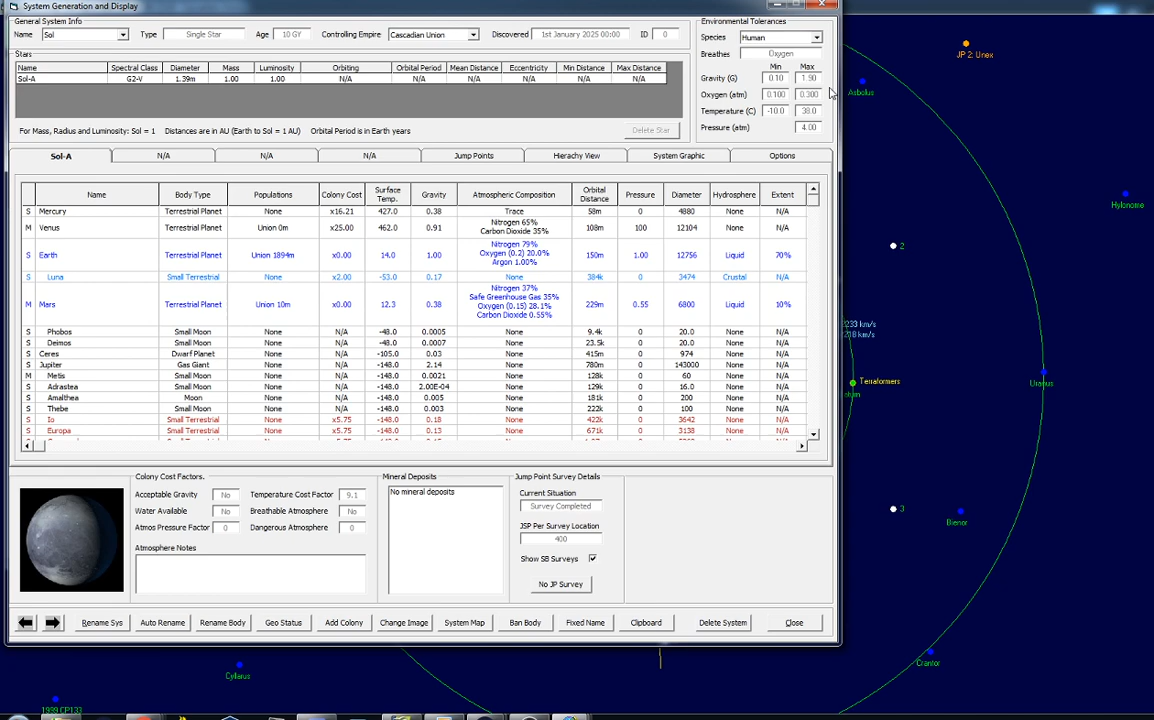 System Generation and Display
General System Info
Name Sol Type Single Star Age 10 GY Controlling Empire Cascadian Union Discovered 1st January 2025 00:00 ID 0
Environmental Tolerances
Species Human
Breathes Oxygen
Min Max
Gravity (G) 0.10 1.90
Oxygen (atm) 0.100 0.300
Temperature (C) -10.0 38.0
Pressure (atm) 4.00
Stars
Name Spectral Class Diameter Mass Luminosity Orbiting Orbital Period Mean Distance Eccentricity Min Distance Max Distance
Sol-A G2-V 1.39m 1.00 1.00 N/A N/A N/A N/A N/A N/A
For Mass, Radius and Luminosity: Sol = 1 Distances are in AU (Earth to Sol = 1 AU) Orbital Period is in Earth years
Delete Star
Sol-A N/A N/A N/A Jump Points Hierachy View System Graphic Options
Name Body Type Populations Colony Cost Surface Temp. Gravity Atmospheric Composition Orbital Distance Pressure Diameter Hydrosphere Extent
S Mercury Terrestrial Planet None x16.21 427.0 0.38 Trace 58m 0 4880 None N/A
M Venus Terrestrial Planet Union 0m x25.00 462.0 0.91 Nitrogen 65% Carbon Dioxide 35% 108m 100 12104 None N/A
S Earth Terrestrial Planet Union 1894m x0.00 14.0 1.00 Nitrogen 79% Oxygen (0.2) 20.0% Argon 1.00% 150m 1.00 12756 Liquid 70%
S Luna Small Terrestrial None x2.00 -53.0 0.17 None 384k 0 3474 Crustal N/A
M Mars Terrestrial Planet Union 10m x0.00 12.3 0.38 Nitrogen 37% Safe Greenhouse Gas 35% Oxygen (0.15) 28.1% Carbon Dioxide 0.55% 229m 0.55 6800 Liquid 10%
S Phobos Small Moon None N/A -48.0 0.0005 None 9.4k 0 20.0 None N/A
S Deimos Small Moon None N/A -48.0 0.0007 None 23.5k 0 20.0 None N/A
S Ceres Dwarf Planet None N/A -105.0 0.03 None 415m 0 974 None N/A
S Jupiter Gas Giant None N/A -148.0 2.64 None 780m 0 143000 None N/A
M Metis Small Moon None N/A -148.0 0.0021 None 128k 0 60 None N/A
S Adrastea Small Moon None N/A -148.0 2.00E-04 None 129k 0 16.0 None N/A
S Amalthea Moon None N/A -148.0 0.005 None 181k 0 200 None N/A
S Thebe Small Moon None N/A -148.0 0.003 None 222k 0 100 None N/A
S Io Small Terrestrial None x5.75 -148.0 0.18 None 422k 0 3642 None N/A
S Europa Small Terrestrial None x5.75 -148.0 0.13 None 671k 0 3138 None N/A
Colony Cost Factors.
Acceptable Gravity No Temperature Cost Factor 9.1
Water Available No Breathable Atmosphere No
Atmos Pressure Factor 0 Dangerous Atmosphere 0
Atmosphere Notes
Mineral Deposits
No mineral deposits
Jump Point Survey Details
Current Situation
Survey Completed
JSP Per Survey Location
400
Show SB Surveys
No JP Survey
Rename Sys Auto Rename Rename Body Geo Status Add Colony Change Image System Map Ban Body Fixed Name Clipboard Delete System Close
JP 2: Unex
Asbolus
Hylonome
2
233 km/s
218 km/s
Terraformers
Uranus
3
Bienor
Crantor
Cyllarus
1999 CP133